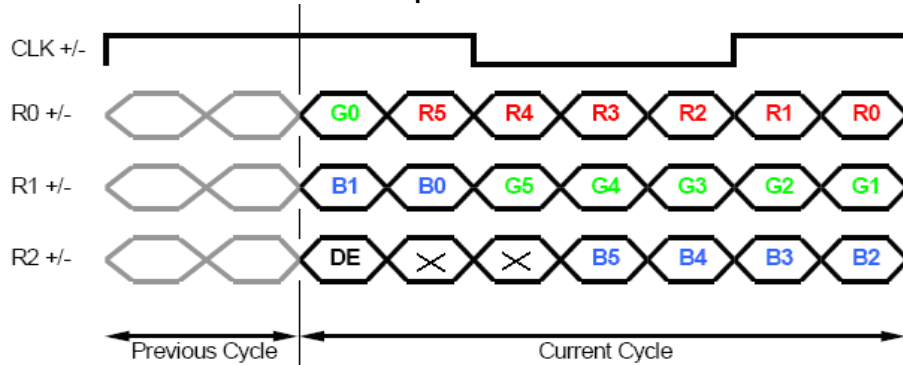 CLK +/-
R0 +/- G0 R5 R4 R3 R2 R1 R0
R1 +/- B1 B0 G5 G4 G3 G2 G1
R2 +/- DE X X B5 B4 B3 B2
Previous Cycle Current Cycle